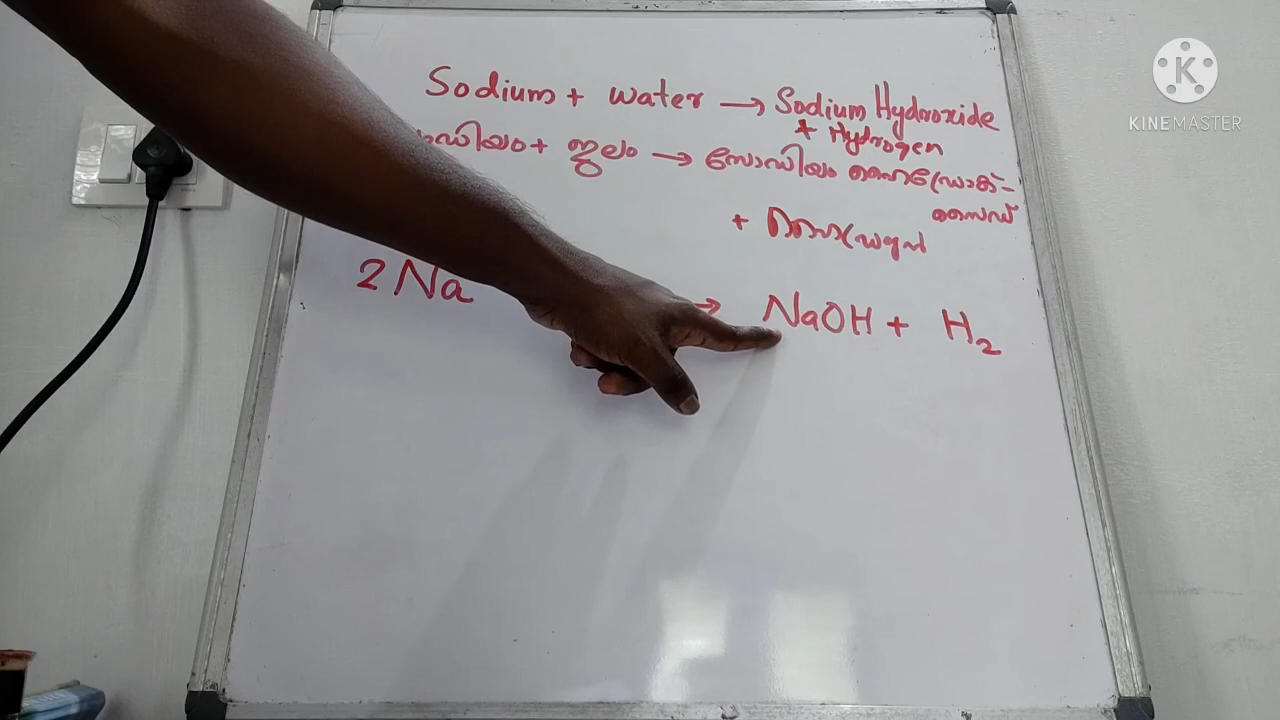 Sodium + water → Sodium Hydroxide
+ Hydrogen
+ ജലം → സോഡിയം ഹൈഡ്രോക്-
സൈഡ്
+ ഹൈഡ്രജൻ
2Na → NaOH + H₂
K
KINEMASTER